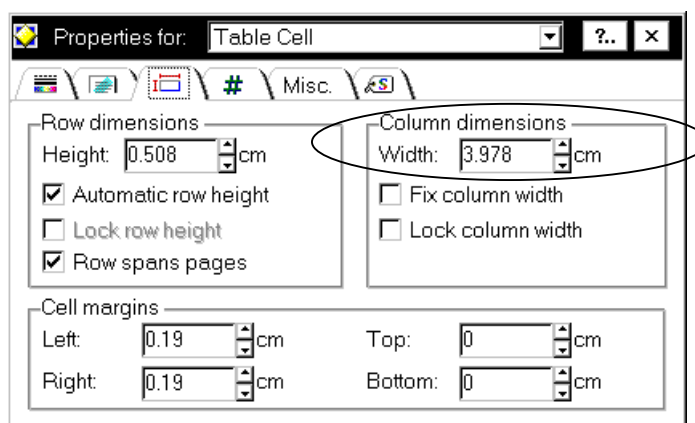 Properties for: Table Cell ?..
# Misc. S
Row dimensions
Height: 0.508 cm
Automatic row height
Lock row height
Row spans pages
Column dimensions
Width: 3.978 cm
Fix column width
Lock column width
Cell margins
Left: 0.19 cm Top: 0 cm
Right: 0.19 cm Bottom: 0 cm